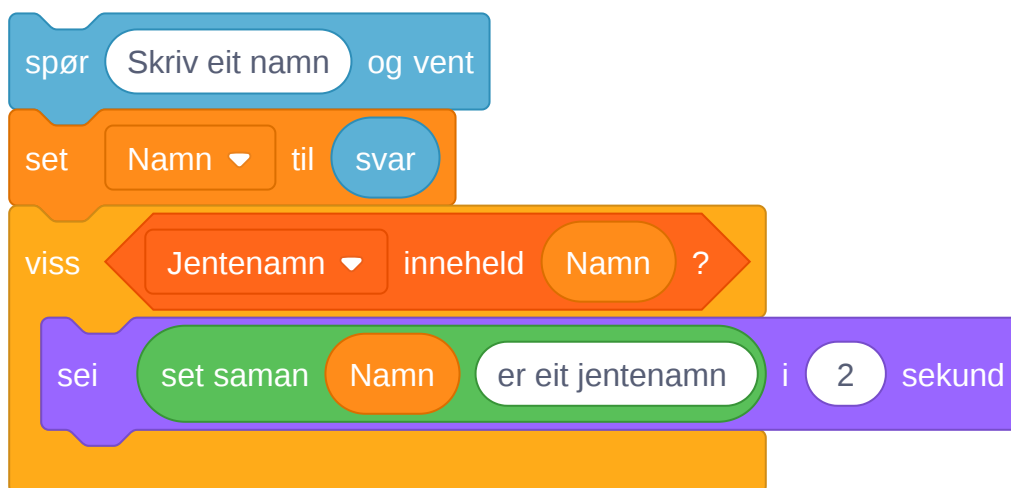 spør Skriv eit namn og vent
set Namn til svar
viss Jentenamn inneheld Namn ?
sei set saman Namn er eit jentenamn i 2 sekund